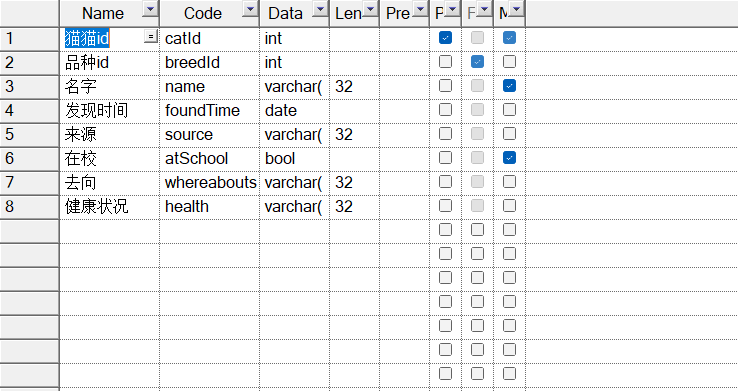 Name Code Data Len Pre P F M
1 猫猫id catId int
2 品种id breedId int
3 名字 name varchar( 32
4 发现时间 foundTime date
5 来源 source varchar( 32
6 在校 atSchool bool
7 去向 whereabouts varchar( 32
8 健康状况 health varchar( 32